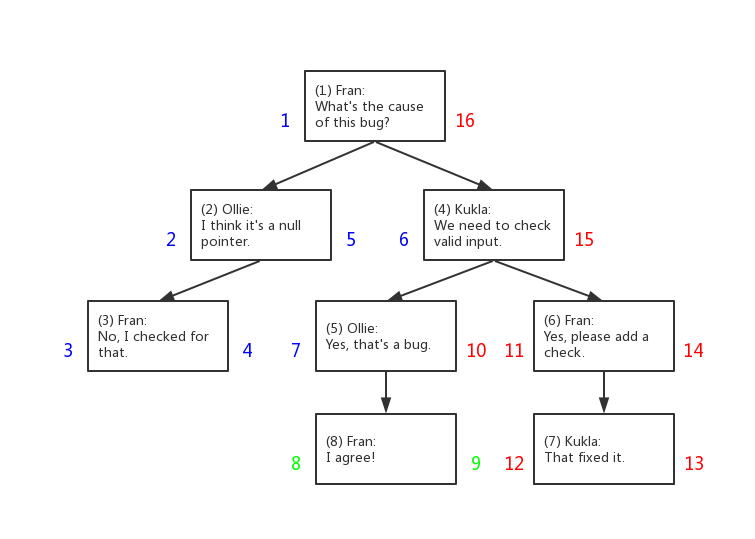 (1) Fran:
What's the cause
of this bug?
1
16
(2) Ollie:
I think it's a null
pointer.
2
5
(4) Kukla:
We need to check
valid input.
6
15
(3) Fran:
No, I checked for
that.
3
4
(5) Ollie:
Yes, that's a bug.
7
10
(6) Fran:
Yes, please add a
check.
11
14
(8) Fran:
I agree!
8
9
(7) Kukla:
That fixed it.
12
13